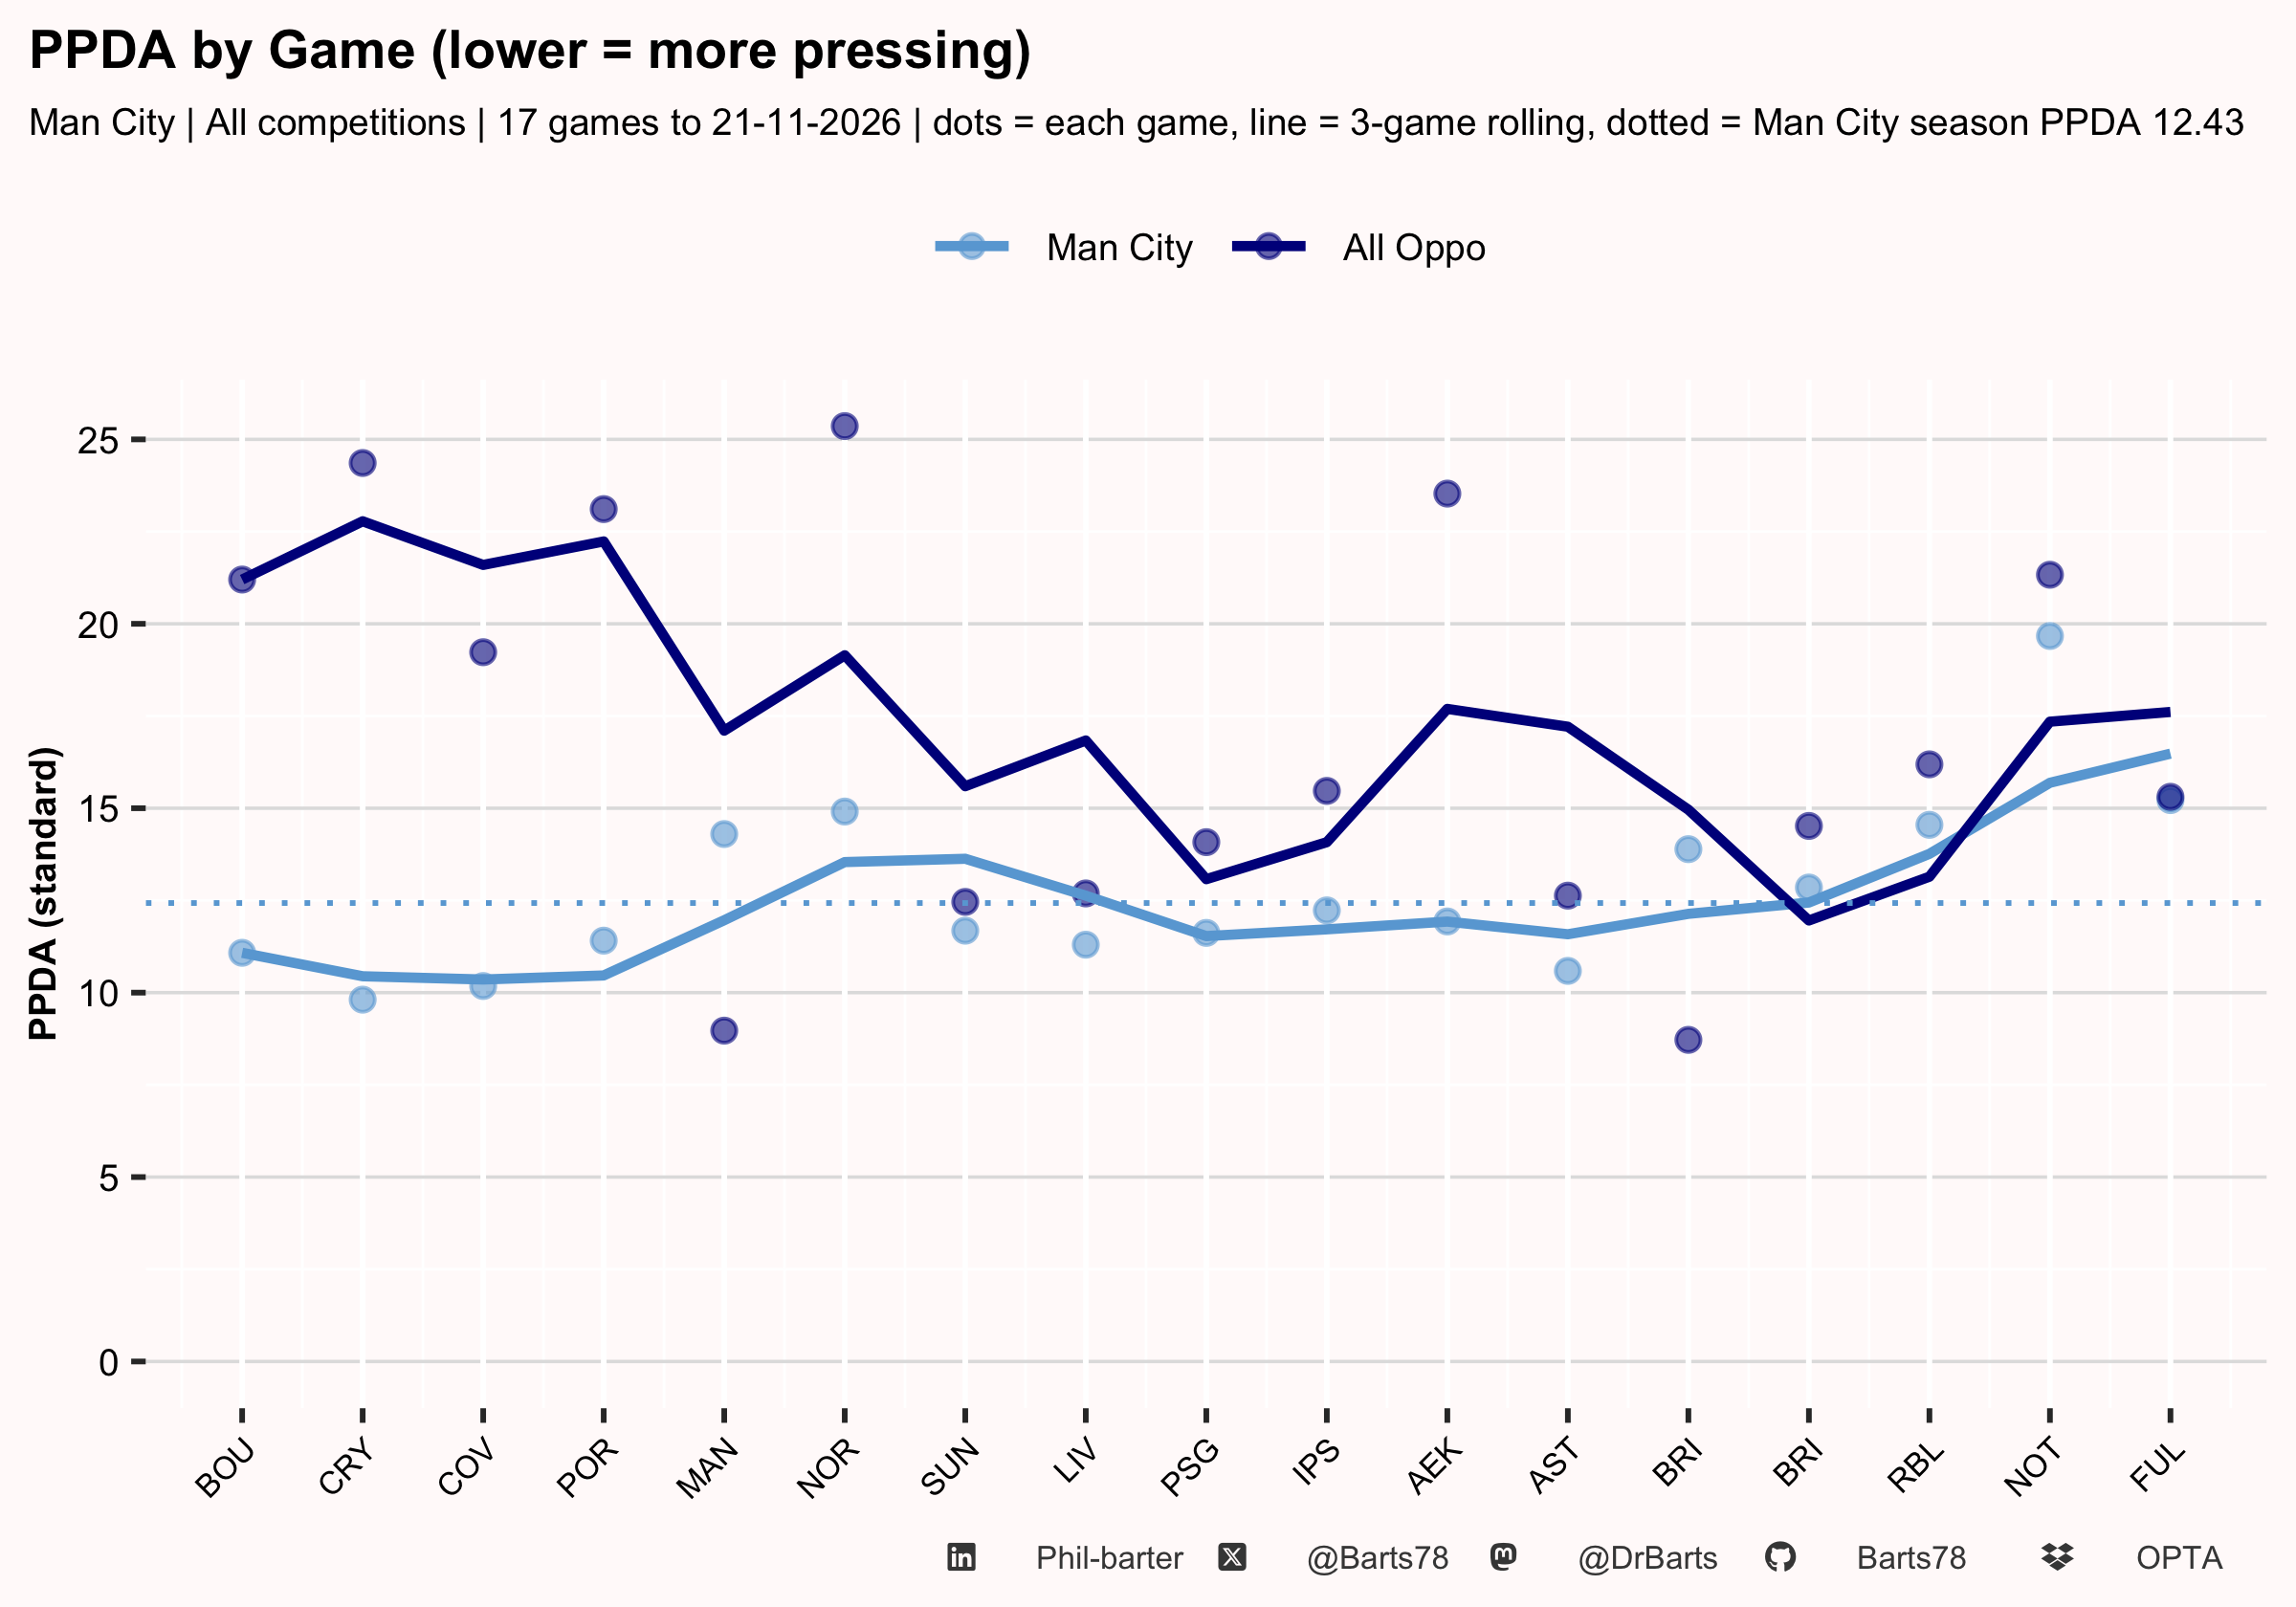 PPDA by Game (lower = more pressing)
Man City | All competitions | 17 games to 21-11-2026 | dots = each game, line = 3-game rolling, dotted = Man City season PPDA 12.43
Man City All Oppo
PPDA (standard)
25
20
15
10
5
0
BOU CRY COV POR MAN NOR SUN LIV PSG IPS AEK AST BRI BRI RBL NOT FUL
Phil-barter @Barts78 @DrBarts Barts78 OPTA